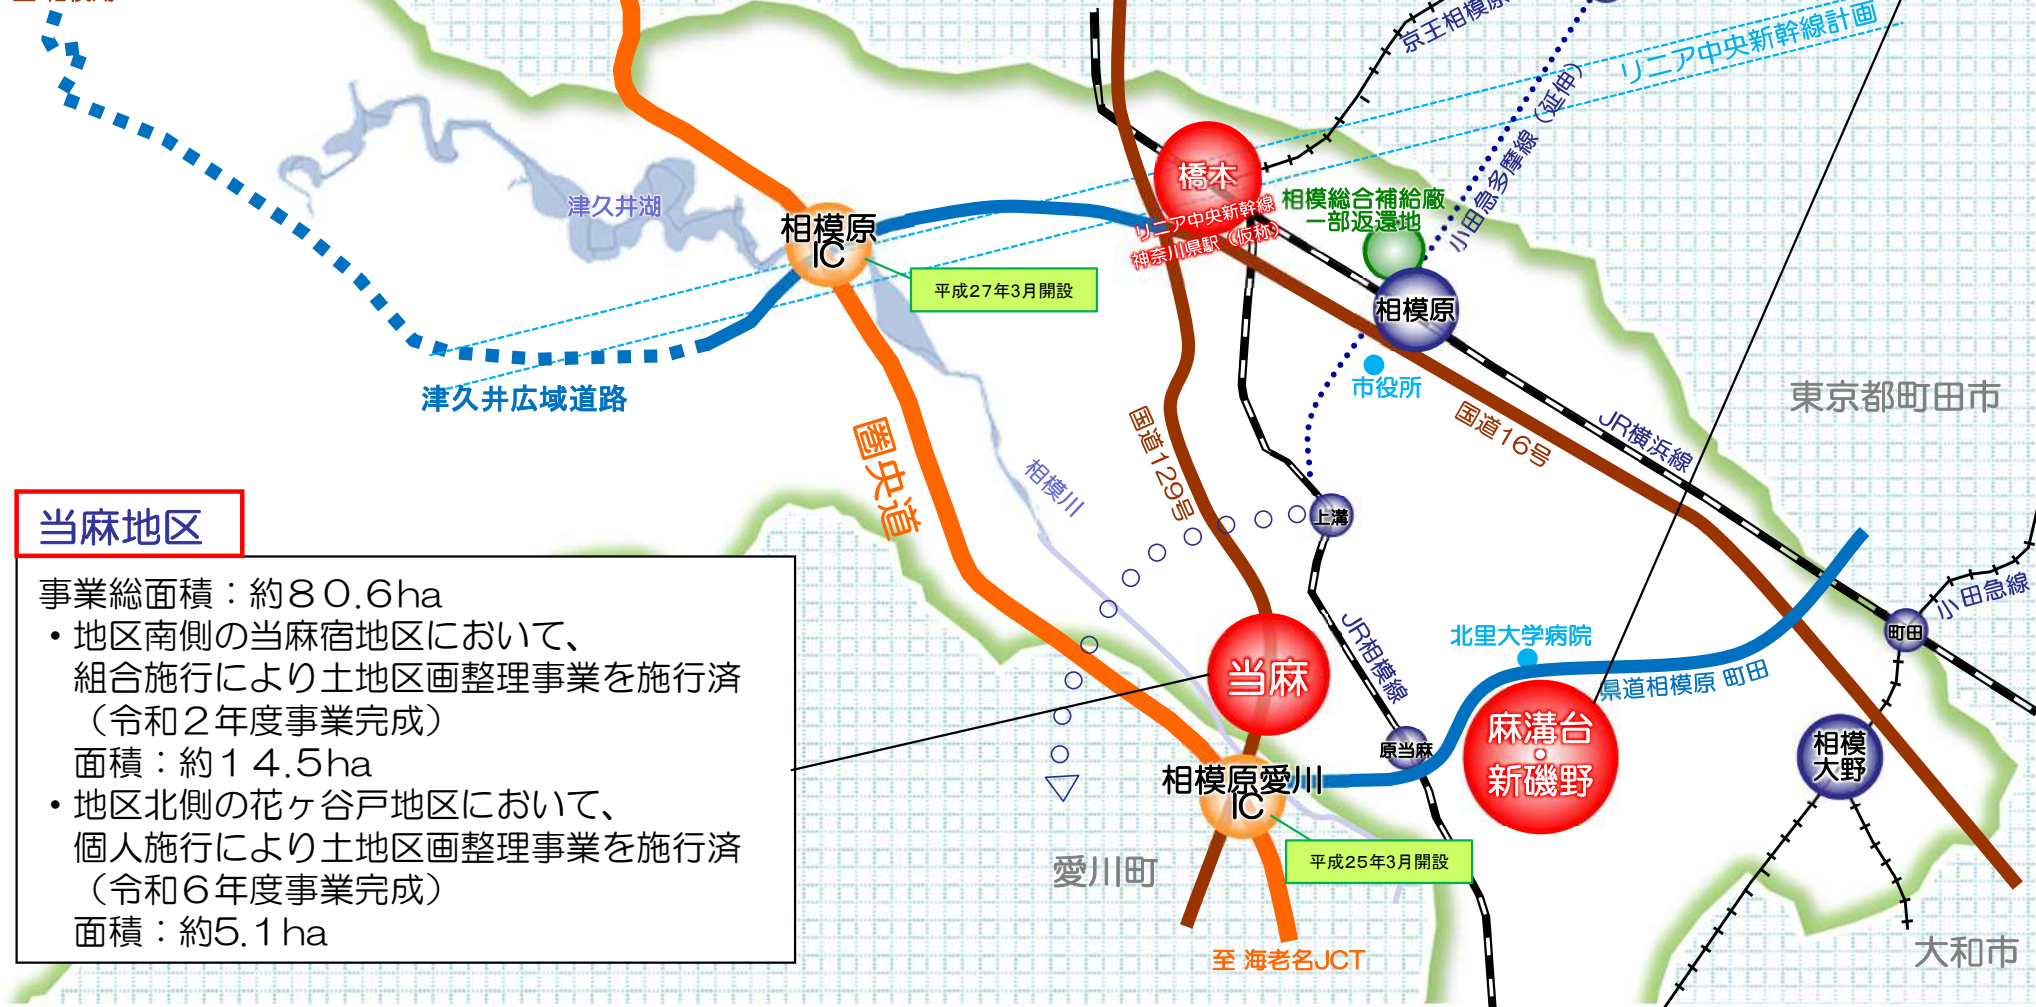 京王相模原
リニア中央新幹線計画
小田急多摩線（延伸）
津久井湖
相模原
IC
橋本
リニア中央新幹線
神奈川県駅（仮称）
相模総合補給廠
一部返還地
平成27年3月開設
相模原
市役所
津久井広域道路
東京都町田市
国道16号
JR横浜線
圏央道
国道129号
相模川
上溝
当麻地区
事業総面積：約８０.６ha
・地区南側の当麻宿地区において、
組合施行により土地区画整理事業を施行済
（令和２年度事業完成）
面積：約１４.５ha
・地区北側の花ヶ谷戸地区において、
個人施行により土地区画整理事業を施行済
（令和６年度事業完成）
面積：約5.1ha
当麻
JR相模線
北里大学病院
県道相模原 町田
町田
小田急線
原当麻
麻溝台
・
新磯野
相模
大野
相模原愛川
IC
平成25年3月開設
愛川町
至 海老名JCT
大和市